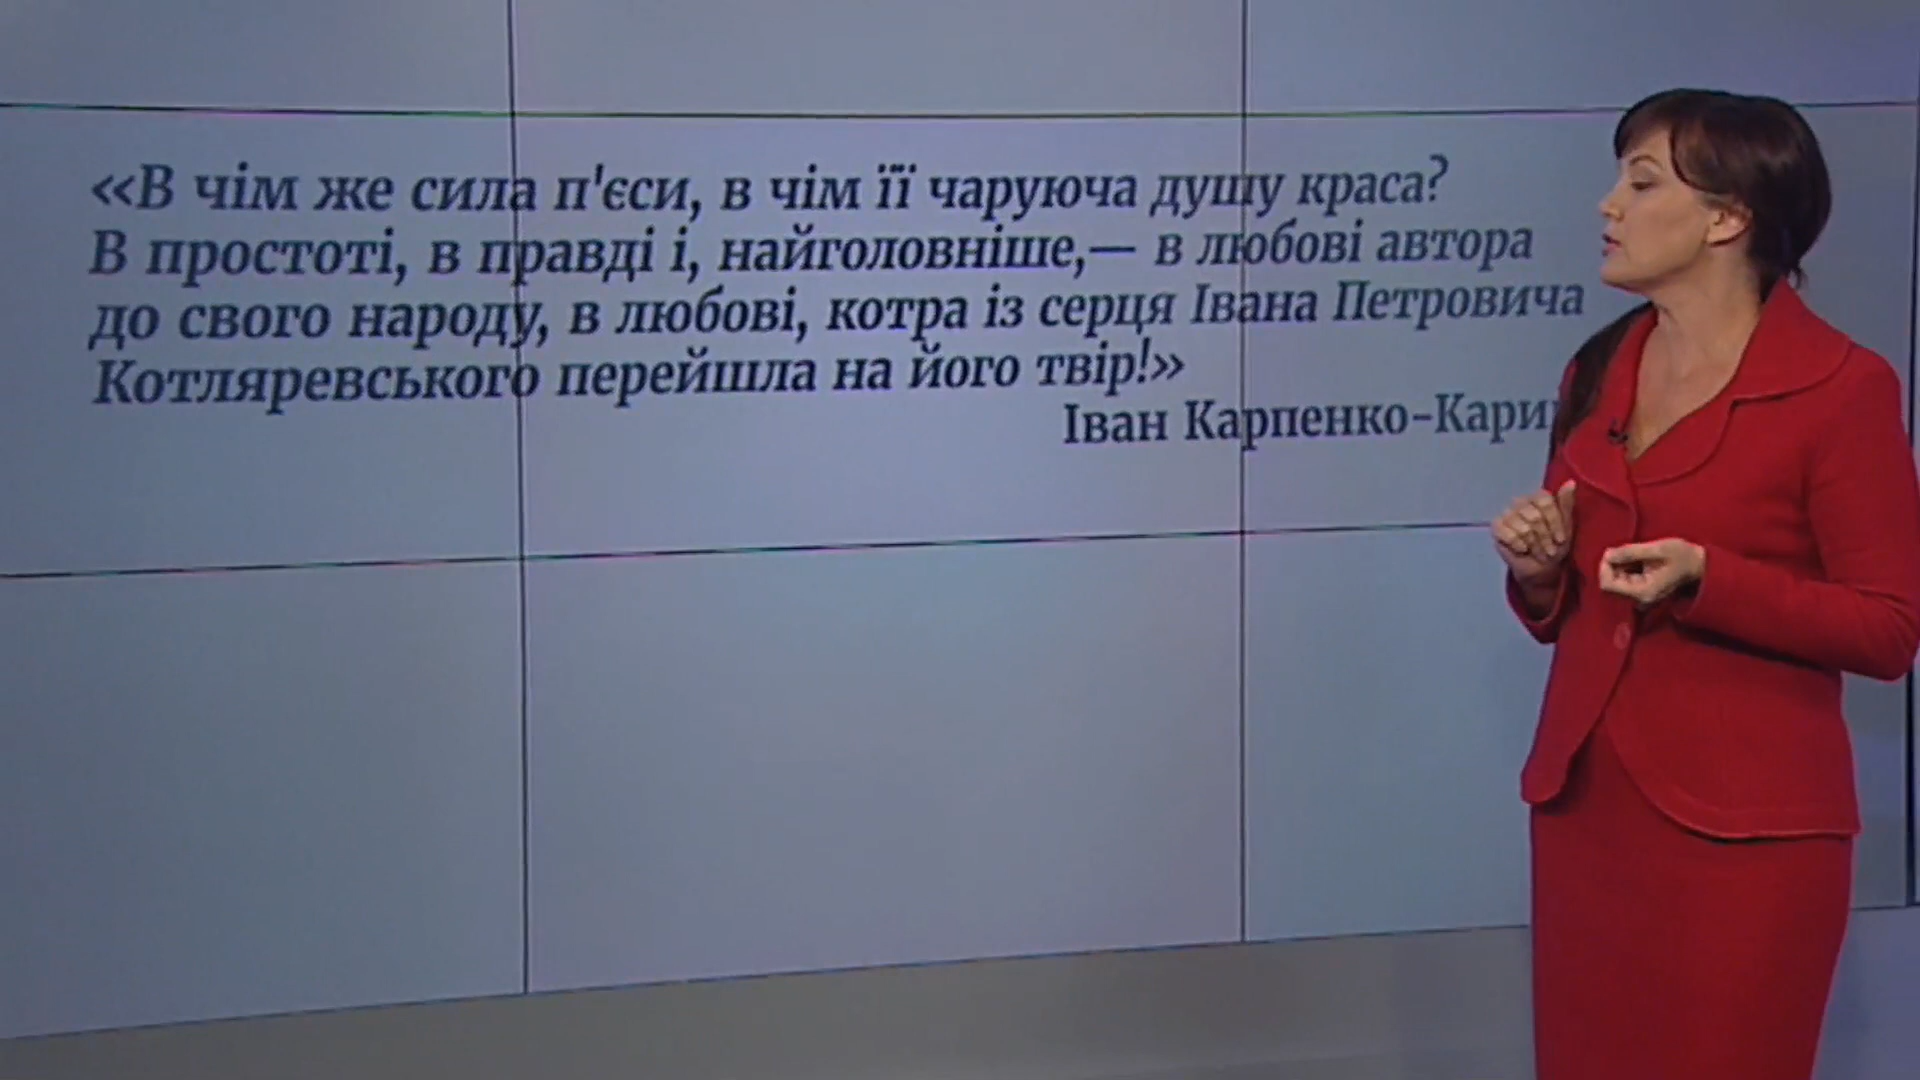 «В чім же сила п'єси, в чім її чаруюча душу краса?
В простоті, в правді і, найголовніше,— в любові автора
до свого народу, в любові, котра із серця Івана Петровича
Котляревського перейшла на його твір!»
Іван